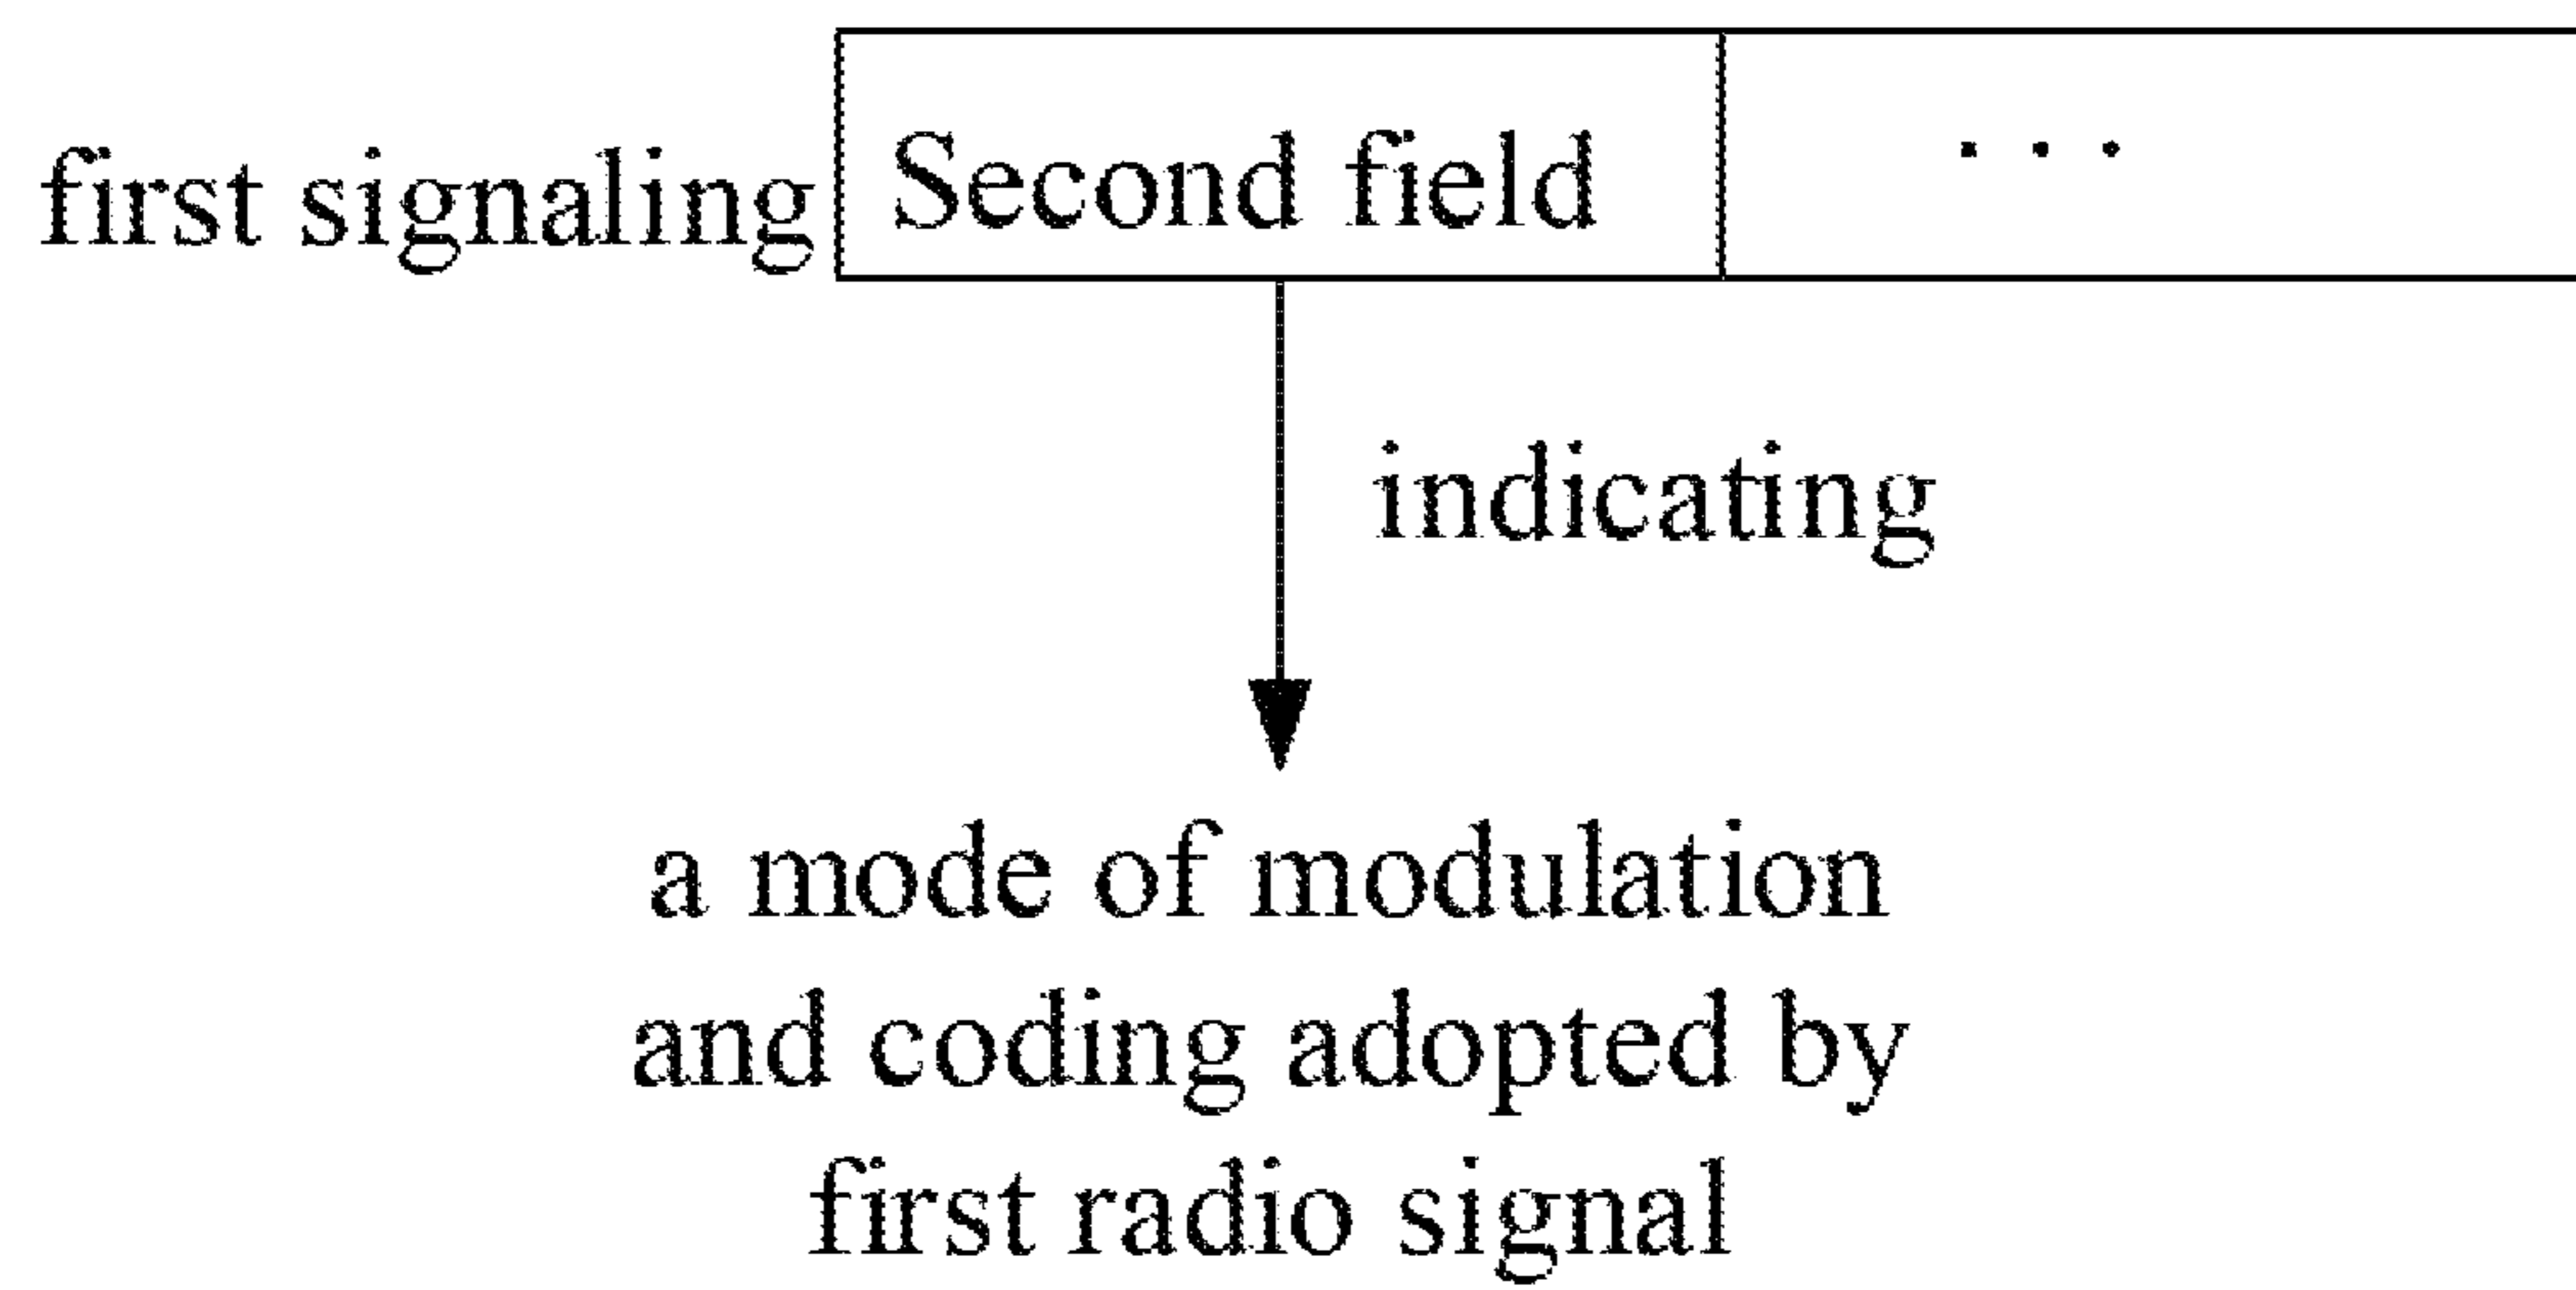 first signaling Second field . . .
indicating
a mode of modulation
and coding adopted by
first radio signal